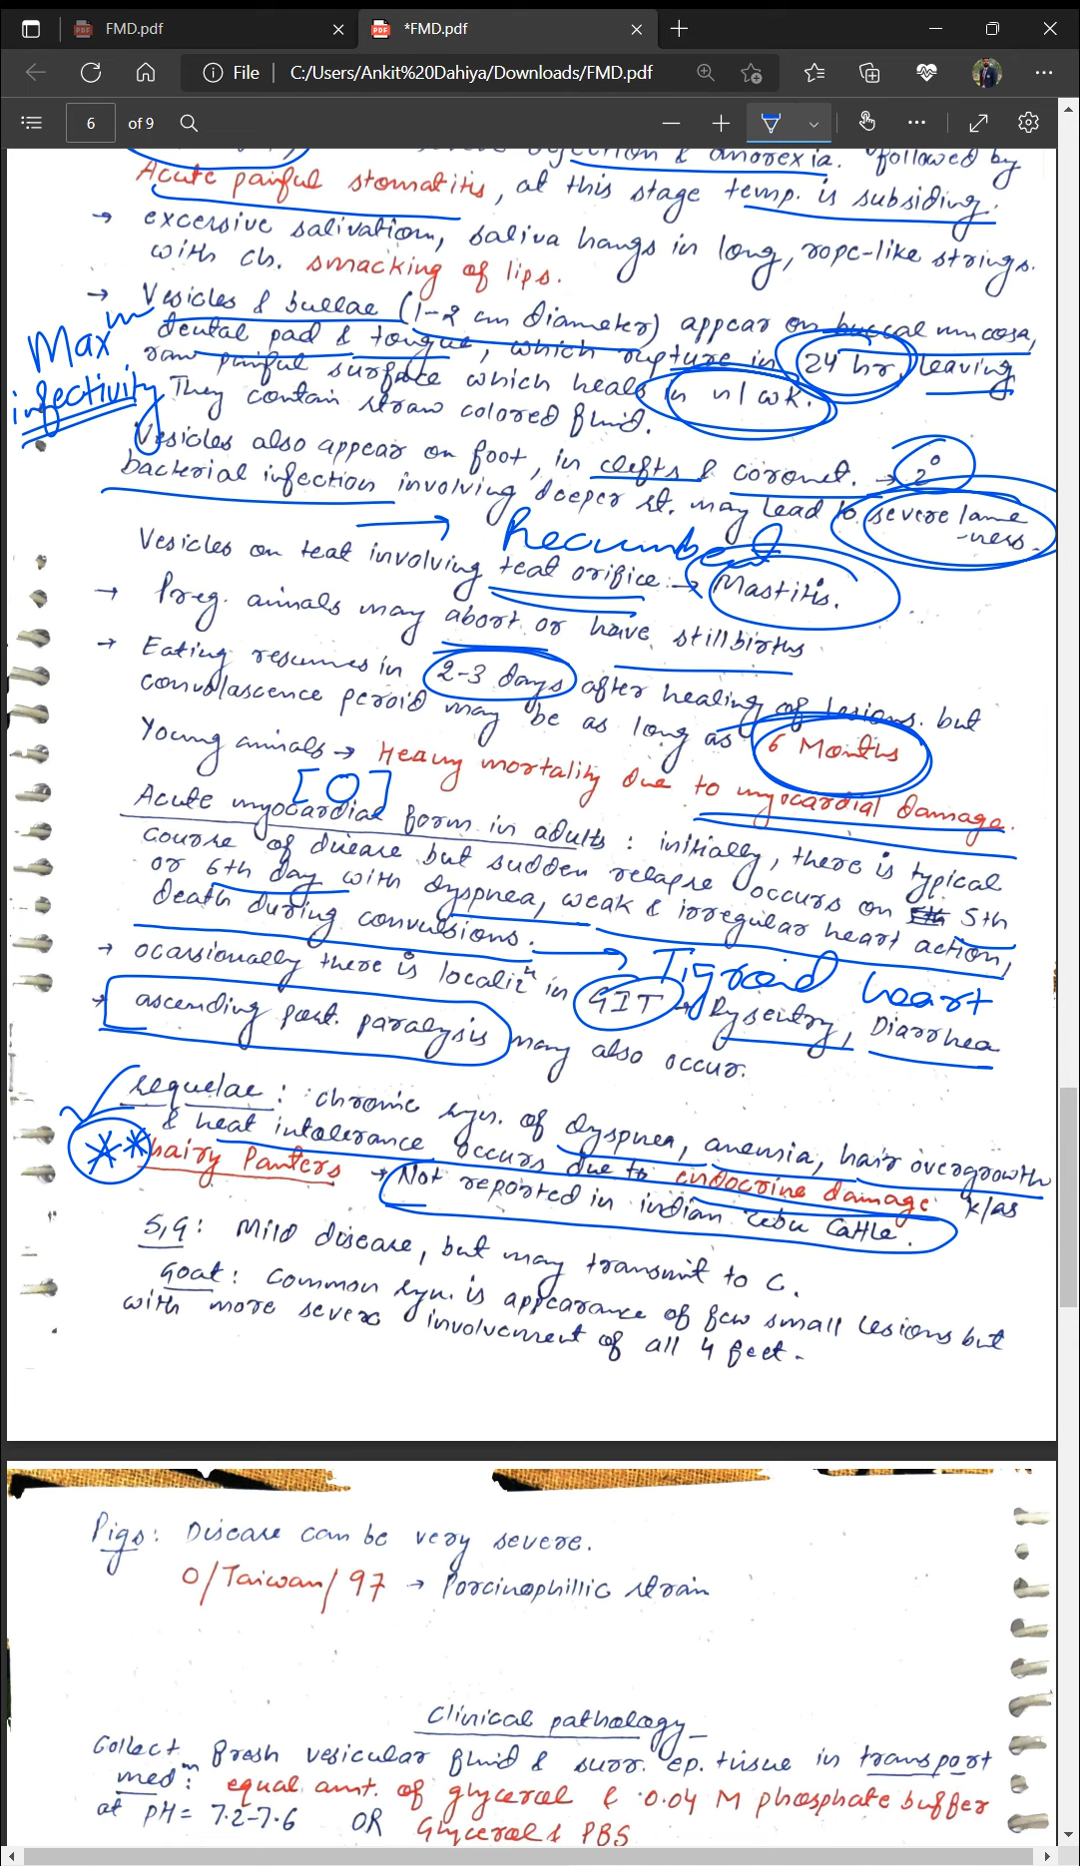 FMD.pdf
*FMD.pdf
File
C:/Users/Ankit%20Dahiya/Downloads/FMD.pdf
6 of 9
& anorexia. followed by
Acute painful stomatitis, at this stage temp. is subsiding.
→ excessive salivation, saliva hangs in long, rope-like strings.
with ch. smacking of lips.
→ Vesicles & bullae (1-2 cm diameter) appear on buccal mucosa,
dental pad & tongue, which rupture in 24 hr, leaving
raw painful surface which heals in n1 wk.
Max m
infectivity
They contain straw colored fluid.
Vesicles also appear on foot, in clefts & coronet. → 2°
bacterial infection involving deeper st. may lead to severe lame
-ness.
→ Recumbent
Vesicles on teat involving teat orifice → Mastitis.
→ Preg. animals may abort or have stillbirths
→ Eating resumes in 2-3 days after healing of lesions. but
convalascence peroid may be as long as 6 Months
Young animals → Heavy mortality due to myocardial damage.
[O]
Acute myocardial form in adults : initially, there is typical
course of disease but sudden relapse occurs on 5th
or 6th day with dyspnea, weak & irregular heart action,
death during convulsions. → Tigroid heart
→ ocassionally there is localizn in GIT → Dysentry, Diarrhea
→ ascending post. paralysis may also occur.
sequelae : chronic syn. of dyspnea, anemia, hair overgrowth
& heat intolerance occurs due to endocrine damage k/as
** hairy Panters → Not reported in indian zebu Cattle.
S,G: Mild disease, but may transmit to C.
Goat: Common syn. is appearance of few small lesions but
with more severe involvement of all 4 feet.
Pigs: Disease can be very severe.
O/Taiwan/97 → Porcinophillic strain
Clinical pathology
Collect fresh vesicular fluid & surr. ep. tissue in transport
medm: equal amt. of glycerol & 0.04 M phosphate buffer
at pH = 7.2-7.6 OR Glycerol & PBS